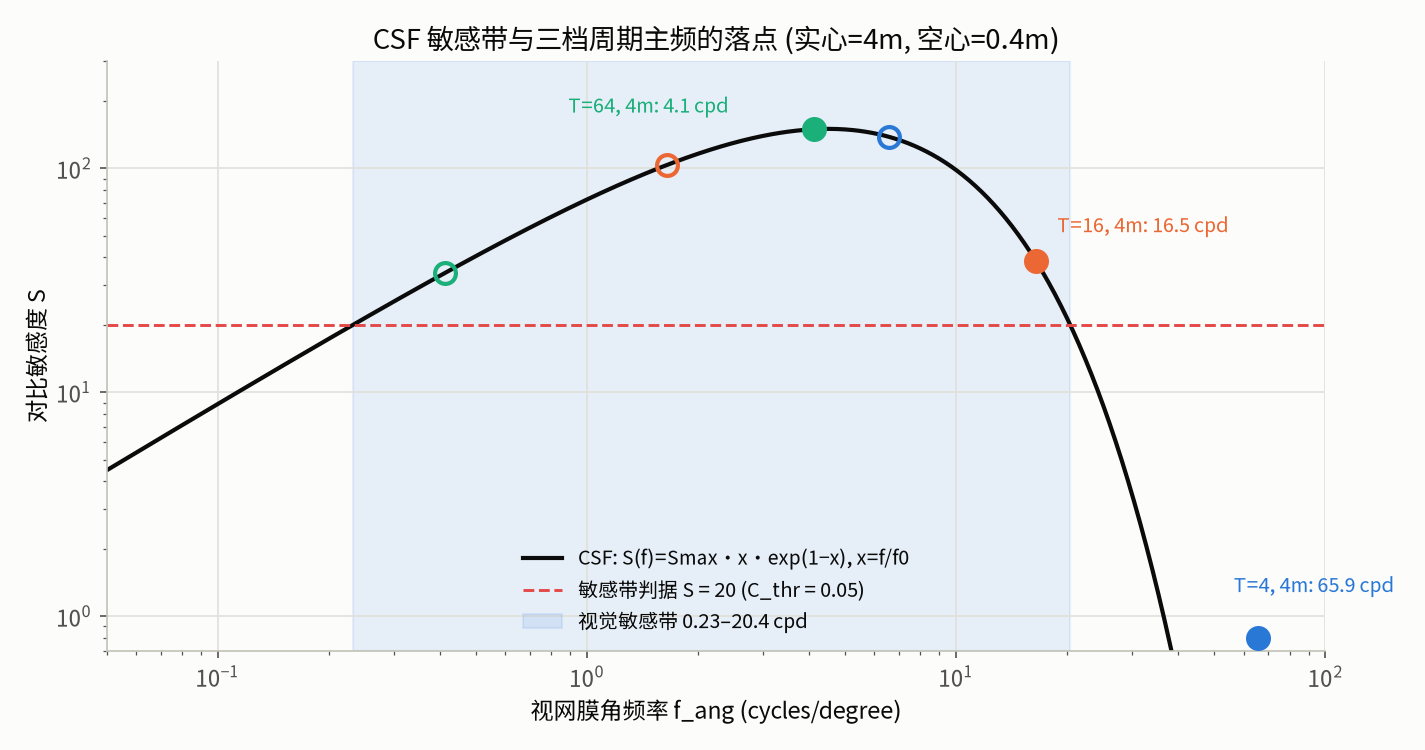 CSF 敏感带与三档周期主频的落点 (实心=4m, 空心=0.4m)
T=64, 4m: 4.1 cpd
T=16, 4m: 16.5 cpd
T=4, 4m: 65.9 cpd
对比敏感度 S
10²
10¹
10⁰
CSF: S(f)=Smax・x・exp(1−x), x=f/f0
敏感带判据 S = 20 (C_thr = 0.05)
视觉敏感带 0.23–20.4 cpd
10⁻¹
10⁰
10¹
10²
视网膜角频率 f_ang (cycles/degree)